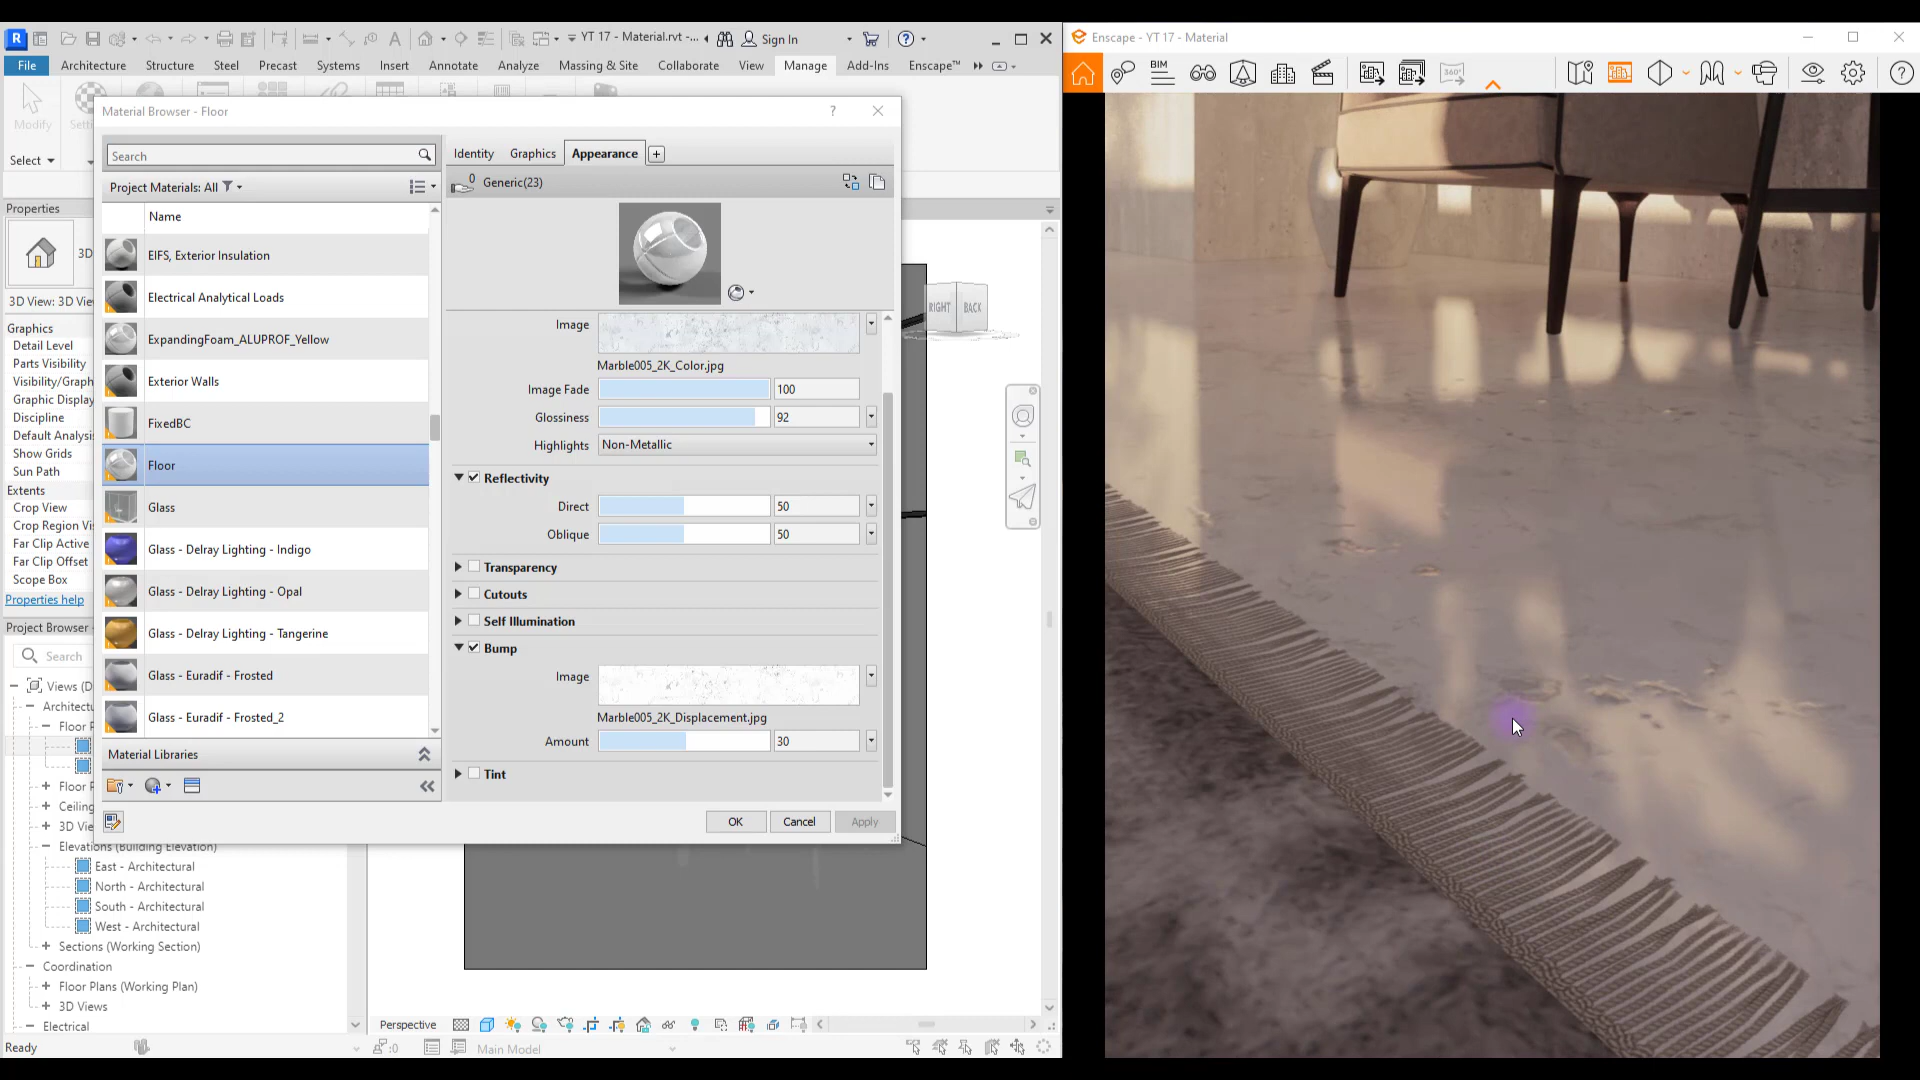 R
YT 17 - Material.rvt -...
Sign In
Enscape - YT 17 - Material
File
Architecture
Structure
Steel
Precast
Systems
Insert
Annotate
Analyze
Massing & Site
Collaborate
View
Manage
Add-Ins
Enscape™
BIM
360°
Modify
Select
Material Browser - Floor
Search
Identity
Graphics
Appearance
0
Generic(23)
Project Materials: All
Name
EIFS, Exterior Insulation
Electrical Analytical Loads
ExpandingFoam_ALUPROF_Yellow
Exterior Walls
FixedBC
Floor
Glass
Glass - Delray Lighting - Indigo
Glass - Delray Lighting - Opal
Glass - Delray Lighting - Tangerine
Glass - Euradif - Frosted
Glass - Euradif - Frosted_2
Material Libraries
Image
Marble005_2K_Color.jpg
Image Fade
100
Glossiness
92
Highlights
Non-Metallic
Reflectivity
Direct
50
Oblique
50
Transparency
Cutouts
Self Illumination
Bump
Image
Marble005_2K_Displacement.jpg
Amount
30
Tint
OK
Cancel
Apply
RIGHT
BACK
Properties
3D
3D View: 3D Vie
Graphics
Detail Level
Parts Visibility
Visibility/Graph
Graphic Display
Discipline
Default Analysi
Show Grids
Sun Path
Extents
Crop View
Crop Region Vi
Far Clip Active
Far Clip Offset
Scope Box
Properties help
Project Browser -
Search
Views (D
Architectu
Floor P
Floor P
Ceiling
3D Vie
Elevations (Building Elevation)
East - Architectural
North - Architectural
South - Architectural
West - Architectural
Sections (Working Section)
Coordination
Floor Plans (Working Plan)
3D Views
Electrical
Perspective
Ready
:0
Main Model